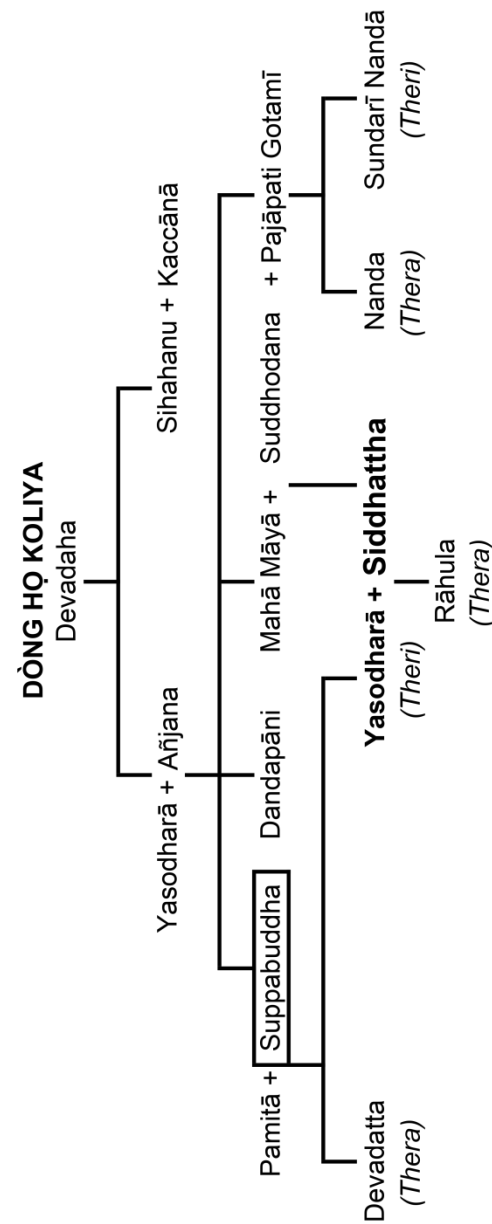 DÒNG HỌ KOLIYA
Devadaha
Yasodharā + Añjana
Sihahanu + Kaccānā
Pamitā + Suppabuddha
Dandapāni
Mahā Māyā + Suddhodana + Pajāpati Gotamī
Devadatta
(Thera)
Yasodharā + Siddhattha
(Theri)
Nanda
(Thera)
Sundarī Nandā
(Theri)
Rāhula
(Thera)